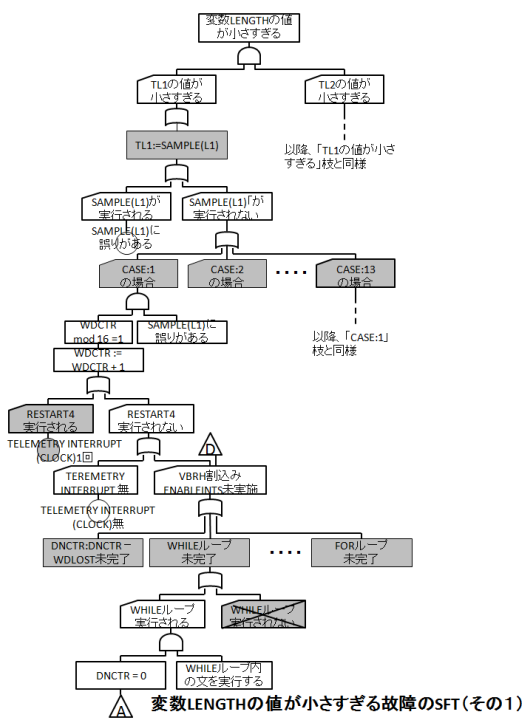 変数LENGTHの値
が小さすぎる
TL1の値が
小さすぎる
TL2の値が
小さすぎる
TL1:=SAMPLE(L1)
以降、「TL1の値が小さ
すぎる」枝と同様
SAMPLE(L1)が
実行される
SAMPLE(L1)「が
実行されない
SAMPLE(L1)に
誤りがある
CASE:1
の場合
CASE:2
の場合
••••
CASE:13
の場合
WDCTR
mod 16 =1
SAMPLE(L1)に
誤りがある
以降、「CASE:1」
枝と同様
WDCTR :=
WDCTR + 1
RESTART4
実行される
RESTART4
実行されない
TELEMETRY INTERRUPT
(CLOCK)1回
D
TEREMETRY
INTERRUPT 無
VBRH割込み
ENABLEINTS未実施
TELEMETRY INTERRUPT
(CLOCK)無
DNCTR:DNCTR－
WDLOST未完了
WHILEループ
未完了
••••
FORループ
未完了
WHILEループ
実行される
WHILEループ
実行されない
DNCTR = 0
WHILEループ内
の文を実行する
A
変数LENGTHの値が小さすぎる故障のSFT(その１)